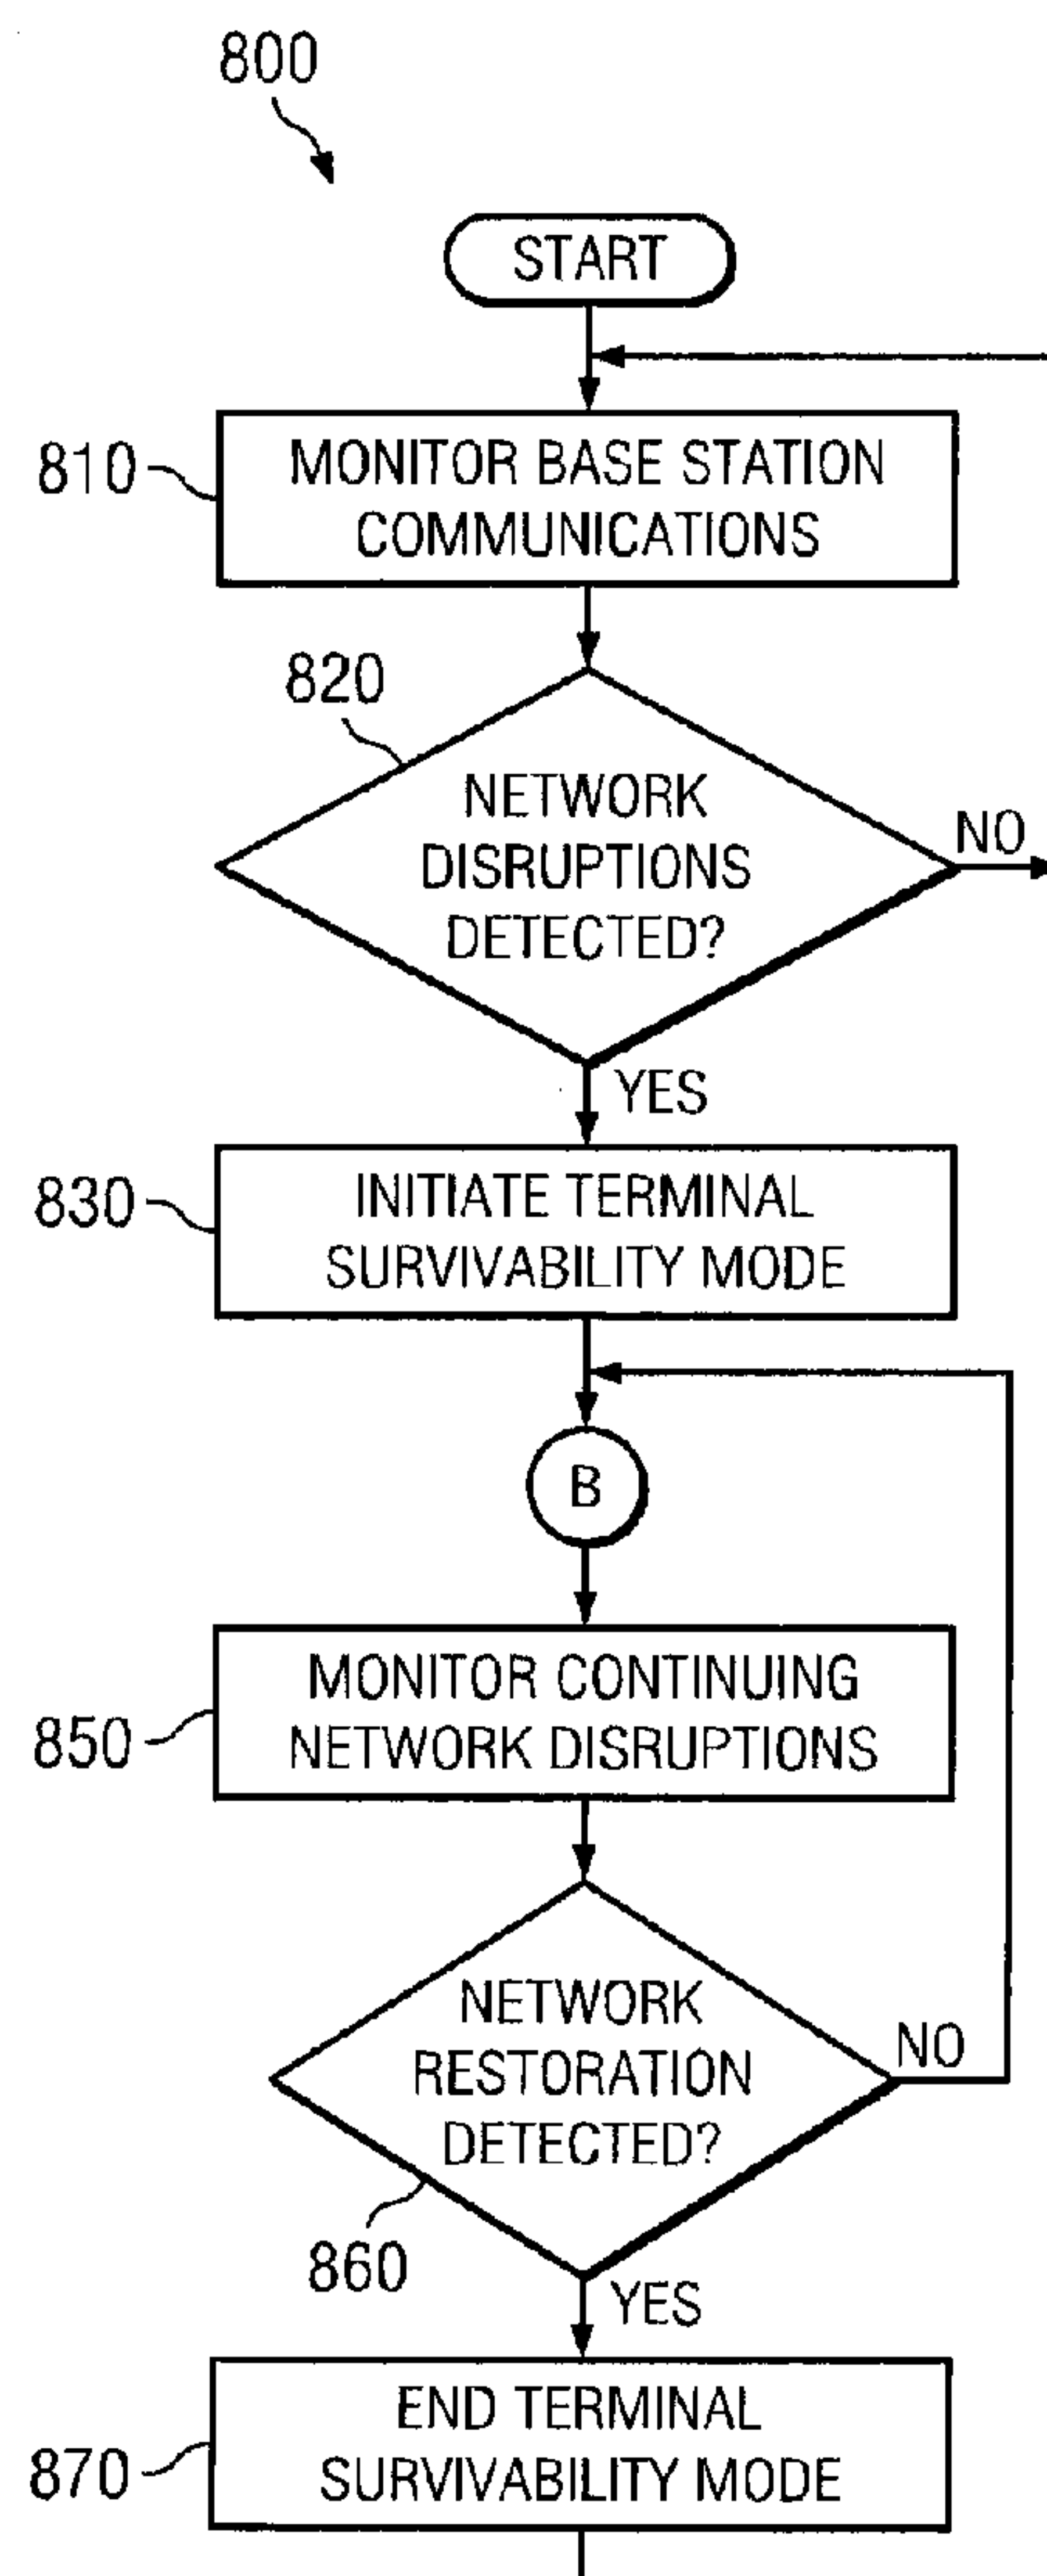 800
START
810
MONITOR BASE STATION
COMMUNICATIONS
820
NETWORK
DISRUPTIONS
DETECTED?
NO
YES
830
INITIATE TERMINAL
SURVIVABILITY MODE
B
850
MONITOR CONTINUING
NETWORK DISRUPTIONS
NETWORK
RESTORATION
DETECTED?
NO
860
YES
870
END TERMINAL
SURVIVABILITY MODE